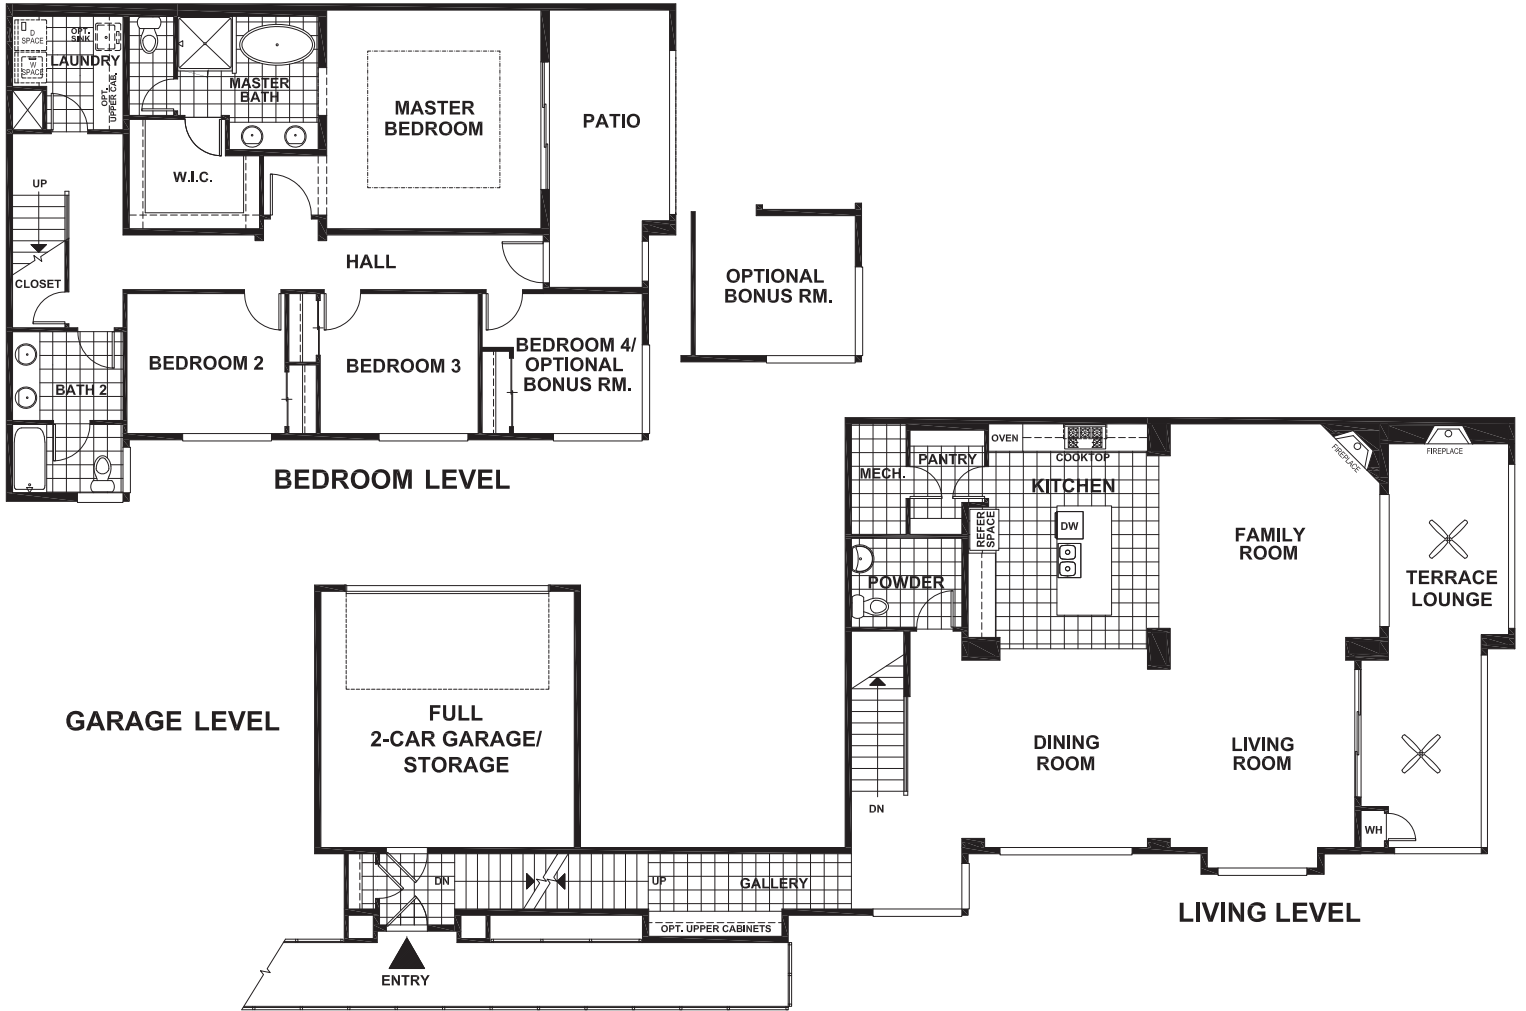 D
SPACE
OPT.
SINK
LAUNDRY
W
SPACE
OPT.
UPPER CAB.
MASTER
BATH
MASTER
BEDROOM
PATIO
W.I.C.
UP
HALL
CLOSET
BEDROOM 2
BEDROOM 3
BEDROOM 4/
OPTIONAL
BONUS RM.
BATH 2
BEDROOM LEVEL
OPTIONAL
BONUS RM.
OVEN
COOKTOP
PANTRY
MECH.
KITCHEN
REFER
SPACE
DW
POWDER
FIREPLACE
FIREPLACE
FAMILY
ROOM
TERRACE
LOUNGE
DINING
ROOM
LIVING
ROOM
DN
WH
LIVING LEVEL
GARAGE LEVEL
FULL
2-CAR GARAGE/
STORAGE
DN
UP
GALLERY
OPT. UPPER CABINETS
ENTRY